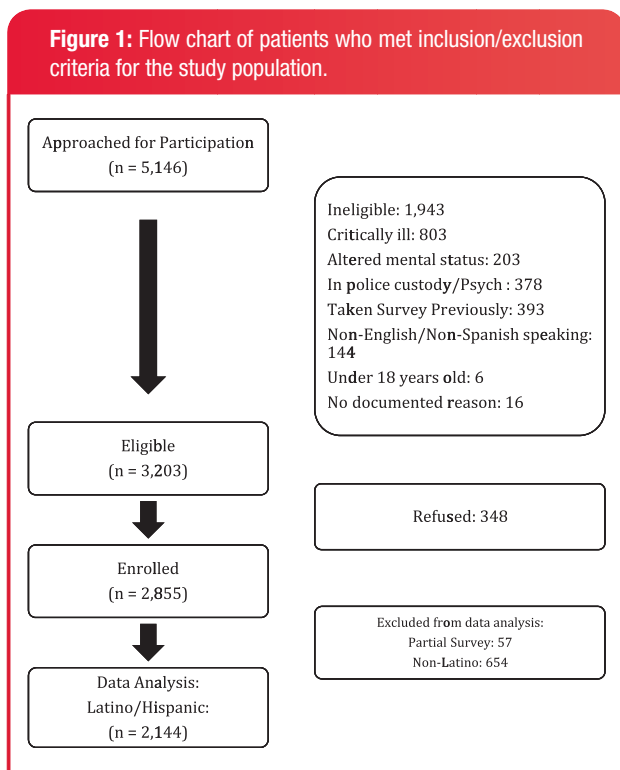 Figure 1: Flow chart of patients who met inclusion/exclusion
criteria for the study population.
Approached for Participation
(n = 5,146)
Ineligible: 1,943
Critically ill: 803
Altered mental status: 203
In police custody/Psych : 378
Taken Survey Previously: 393
Non-English/Non-Spanish speaking:
144
Under 18 years old: 6
No documented reason: 16
Eligible
(n = 3,203)
Refused: 348
Enrolled
(n = 2,855)
Excluded from data analysis:
Partial Survey: 57
Non-Latino: 654
Data Analysis:
Latino/Hispanic:
(n = 2,144)